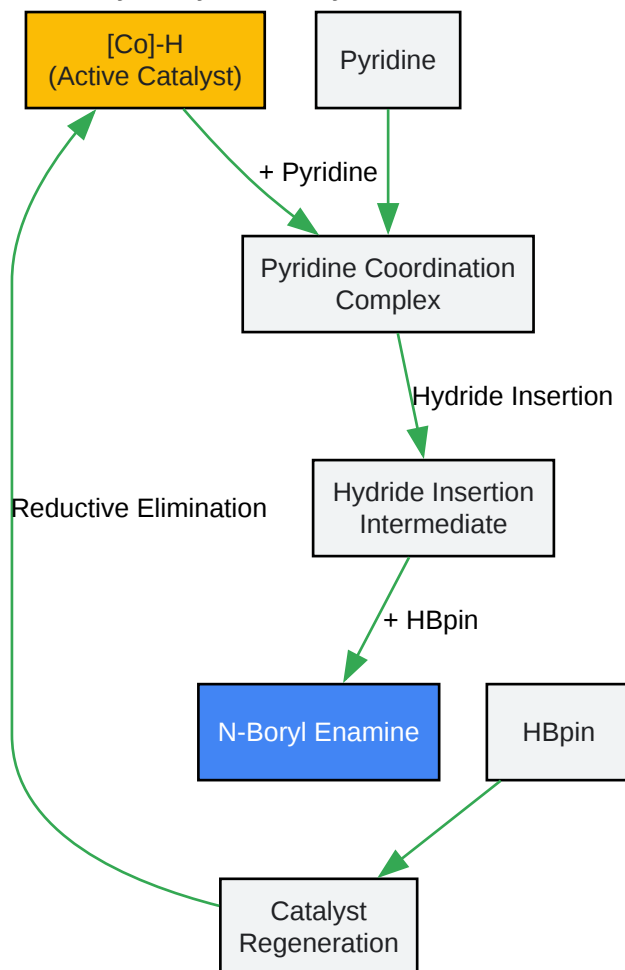 [Co]-H
(Active Catalyst)
Pyridine
+ Pyridine
Pyridine Coordination
Complex
Hydride Insertion
Hydride Insertion
Intermediate
Reductive Elimination
+ HBpin
N-Boryl Enamine
HBpin
Catalyst
Regeneration